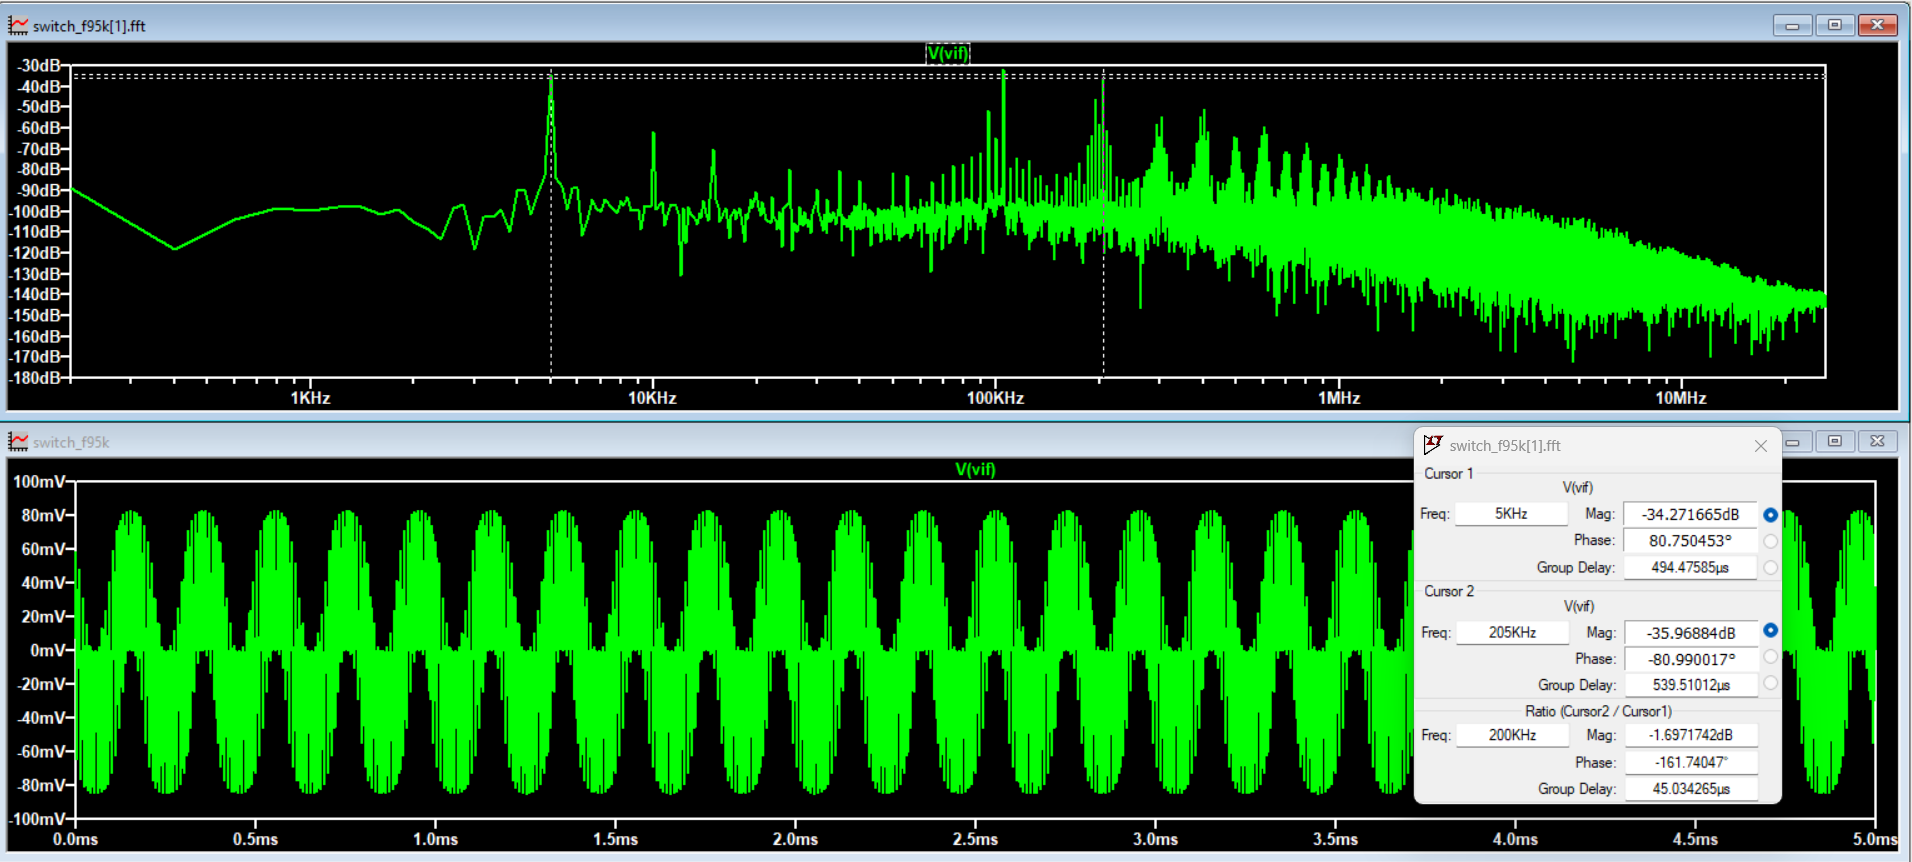 switch_f95k[1].fft
V(vif)
-30dB
-40dB
-50dB
-60dB
-70dB
-80dB
-90dB
-100dB
-110dB
-120dB
-130dB
-140dB
-150dB
-160dB
-170dB
-180dB
1KHz 10KHz 100KHz 1MHz 10MHz
switch_f95k
V(vif)
100mV
80mV
60mV
40mV
20mV
0mV
-20mV
-40mV
-60mV
-80mV
-100mV
0.0ms 0.5ms 1.0ms 1.5ms 2.0ms 2.5ms 3.0ms 3.5ms 4.0ms 4.5ms 5.0ms
switch_f95k[1].fft
Cursor 1
V(vif)
Freq: 5KHz Mag: -34.271665dB
Phase: 80.750453°
Group Delay: 494.47585µs
Cursor 2
V(vif)
Freq: 205KHz Mag: -35.96884dB
Phase: -80.990017°
Group Delay: 539.51012µs
Ratio (Cursor2 / Cursor1)
Freq: 200KHz Mag: -1.6971742dB
Phase: -161.74047°
Group Delay: 45.034265µs